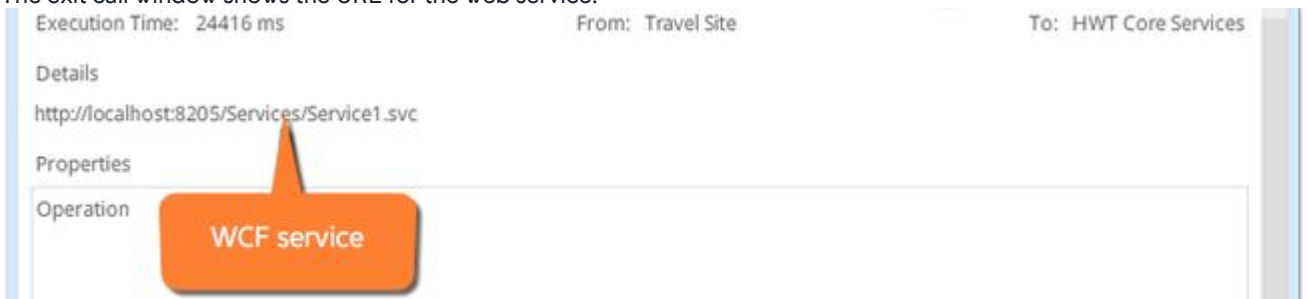 The exit call window shows the URL for the web service.
Execution Time: 24416 ms From: Travel Site To: HWT Core Services
Details
http://localhost:8205/Services/Service1.svc
Properties
Operation
WCF service